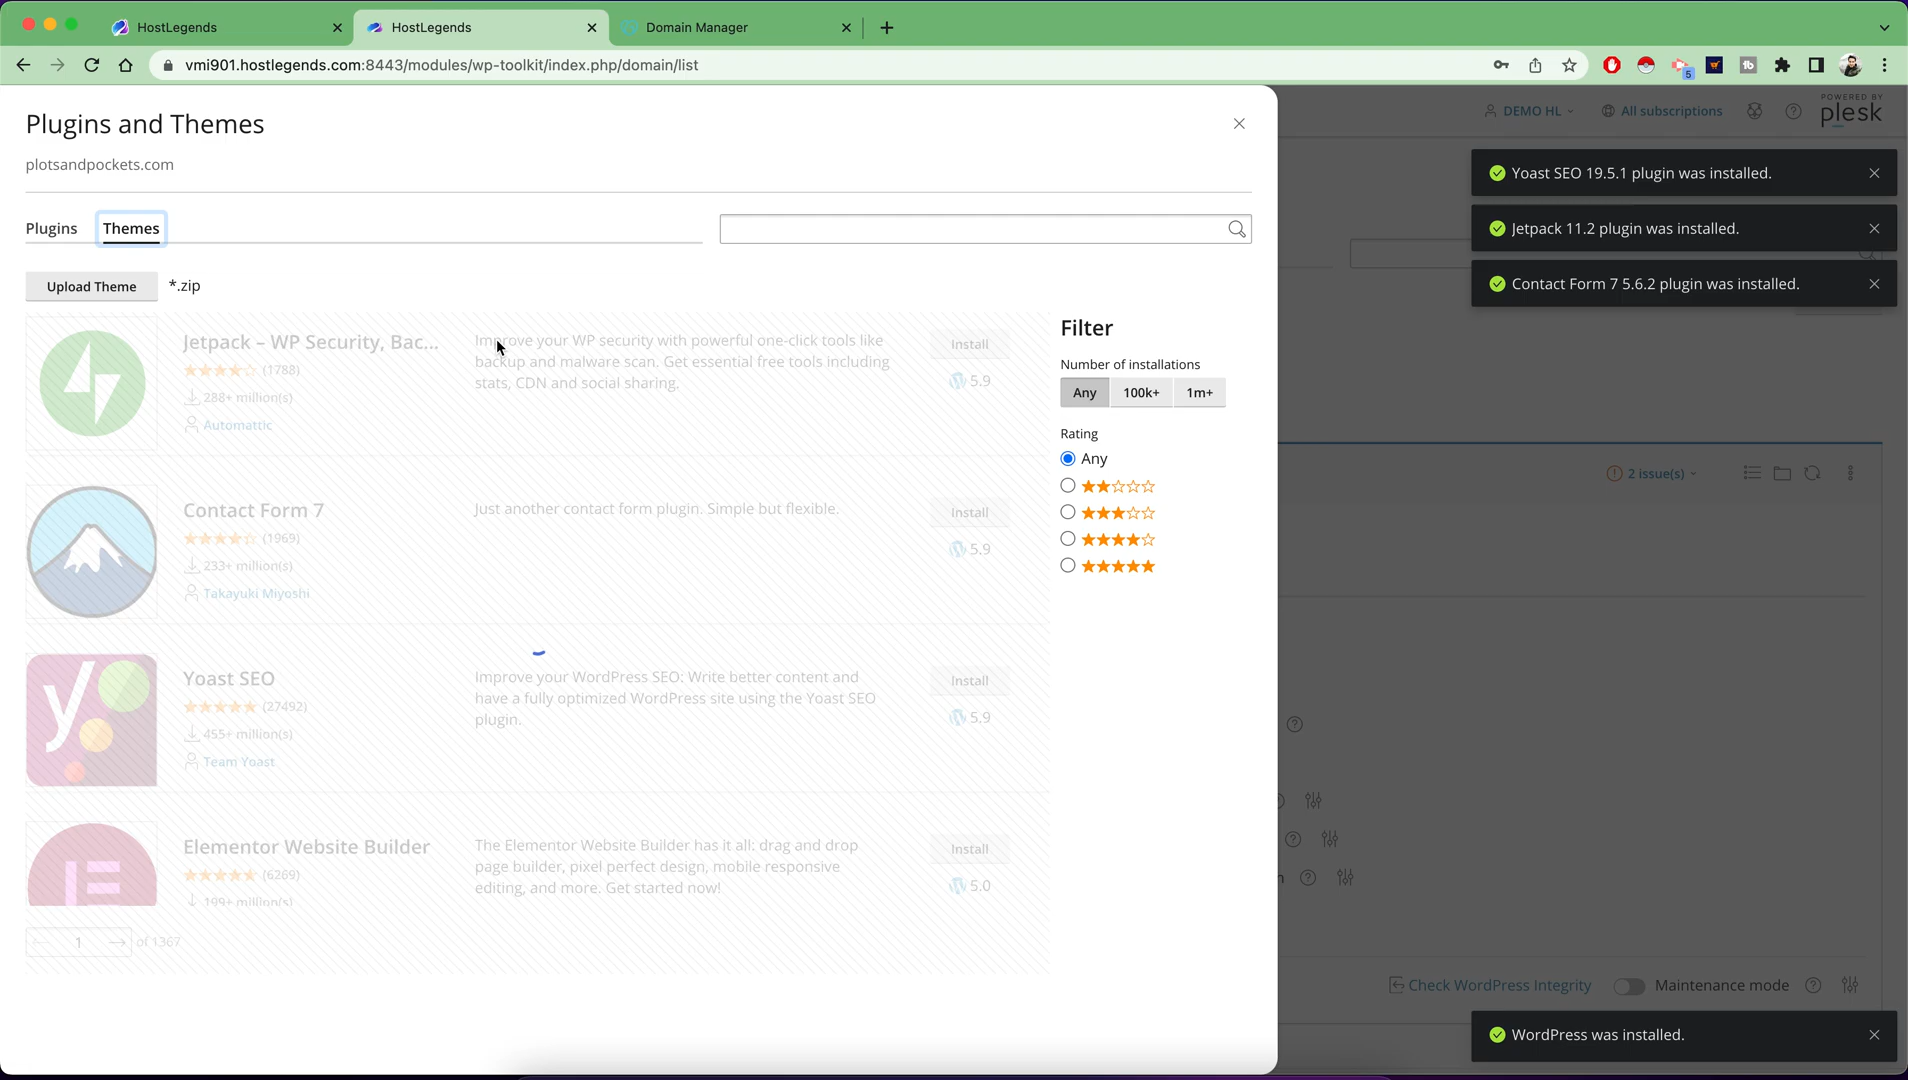 HostLegends
HostLegends
Domain Manager
vmi901.hostlegends.com:8443/modules/wp-toolkit/index.php/domain/list
5
Plugins and Themes
plotsandpockets.com
Plugins
Themes
Upload Theme
*.zip
Jetpack – WP Security, Bac...
(1788)
288+ million(s)
Automattic
Improve your WP security with powerful one-click tools like
backup and malware scan. Get essential free tools including
stats, CDN and social sharing.
Install
5.9
Contact Form 7
(1969)
233+ million(s)
Takayuki Miyoshi
Just another contact form plugin. Simple but flexible.
Install
5.9
Yoast SEO
(27492)
455+ million(s)
Team Yoast
Improve your WordPress SEO: Write better content and
have a fully optimized WordPress site using the Yoast SEO
plugin.
Install
5.9
Elementor Website Builder
(6269)
199+ million(s)
The Elementor Website Builder has it all: drag and drop
page builder, pixel perfect design, mobile responsive
editing, and more. Get started now!
Install
5.0
1
of 1367
Filter
Number of installations
Any
100k+
1m+
Rating
Any
DEMO HL
All subscriptions
POWERED BY
plesk
Yoast SEO 19.5.1 plugin was installed.
Jetpack 11.2 plugin was installed.
Contact Form 7 5.6.2 plugin was installed.
2 issue(s)
Check WordPress Integrity
Maintenance mode
WordPress was installed.